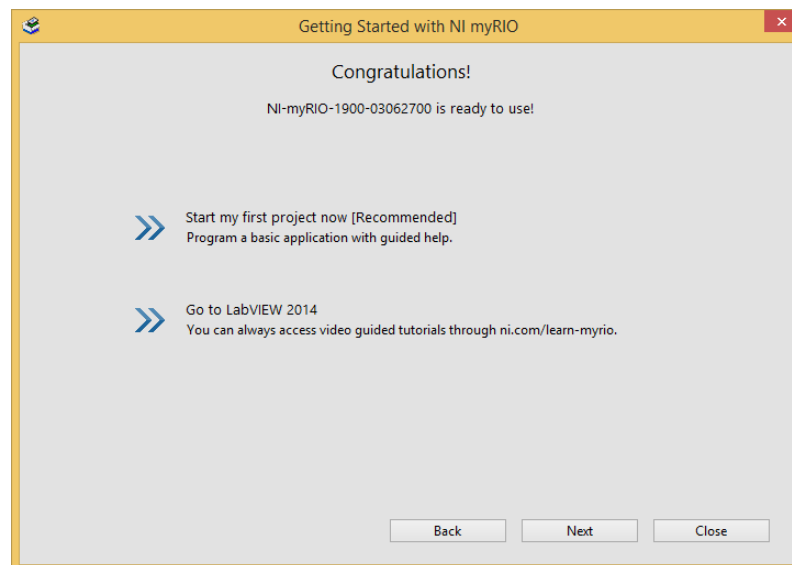 Getting Started with NI myRIO
Congratulations!
NI-myRIO-1900-03062700 is ready to use!
Start my first project now [Recommended]
Program a basic application with guided help.
Go to LabVIEW 2014
You can always access video guided tutorials through ni.com/learn-myrio.
Back
Next
Close